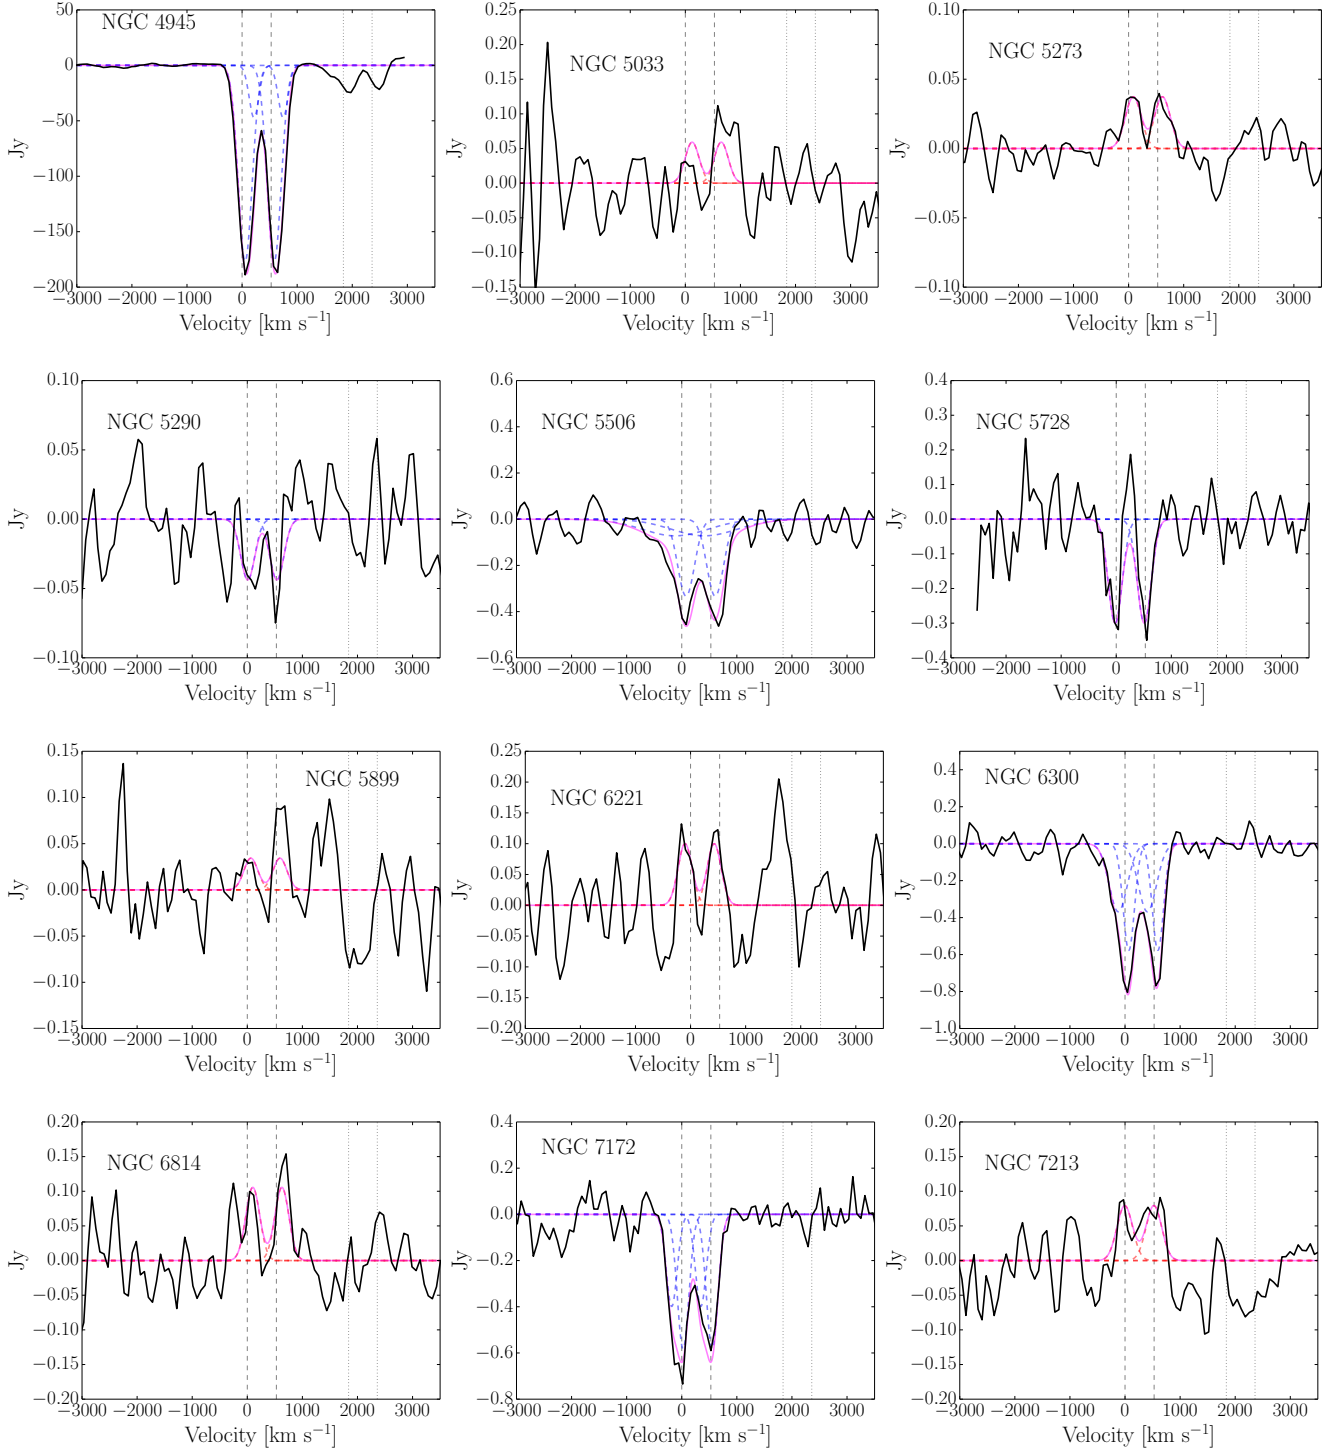 NGC 4945
50
0
−50
−100
−150
−200
Jy
−3000 −2000 −1000 0 1000 2000 3000
Velocity [km s⁻¹]
NGC 5033
0.25
0.20
0.15
0.10
0.05
0.00
−0.05
−0.10
−0.15
Jy
−3000 −2000 −1000 0 1000 2000 3000
Velocity [km s⁻¹]
NGC 5273
0.10
0.05
0.00
−0.05
−0.10
Jy
−3000 −2000 −1000 0 1000 2000 3000
Velocity [km s⁻¹]
NGC 5290
0.10
0.05
0.00
−0.05
−0.10
Jy
−3000 −2000 −1000 0 1000 2000 3000
Velocity [km s⁻¹]
NGC 5506
0.6
0.4
0.2
0.0
−0.2
−0.4
−0.6
Jy
−3000 −2000 −1000 0 1000 2000 3000
Velocity [km s⁻¹]
NGC 5728
0.4
0.3
0.2
0.1
0.0
−0.1
−0.2
−0.3
−0.4
Jy
−3000 −2000 −1000 0 1000 2000 3000
Velocity [km s⁻¹]
NGC 5899
0.15
0.10
0.05
0.00
−0.05
−0.10
−0.15
Jy
−3000 −2000 −1000 0 1000 2000 3000
Velocity [km s⁻¹]
NGC 6221
0.25
0.20
0.15
0.10
0.05
0.00
−0.05
−0.10
−0.15
−0.20
Jy
−3000 −2000 −1000 0 1000 2000 3000
Velocity [km s⁻¹]
NGC 6300
0.4
0.2
0.0
−0.2
−0.4
−0.6
−0.8
−1.0
Jy
−3000 −2000 −1000 0 1000 2000 3000
Velocity [km s⁻¹]
NGC 6814
0.20
0.15
0.10
0.05
0.00
−0.05
−0.10
−0.15
−0.20
Jy
−3000 −2000 −1000 0 1000 2000 3000
Velocity [km s⁻¹]
NGC 7172
0.4
0.2
0.0
−0.2
−0.4
−0.6
−0.8
Jy
−3000 −2000 −1000 0 1000 2000 3000
Velocity [km s⁻¹]
NGC 7213
0.20
0.15
0.10
0.05
0.00
−0.05
−0.10
−0.15
−0.20
Jy
−3000 −2000 −1000 0 1000 2000 3000
Velocity [km s⁻¹]